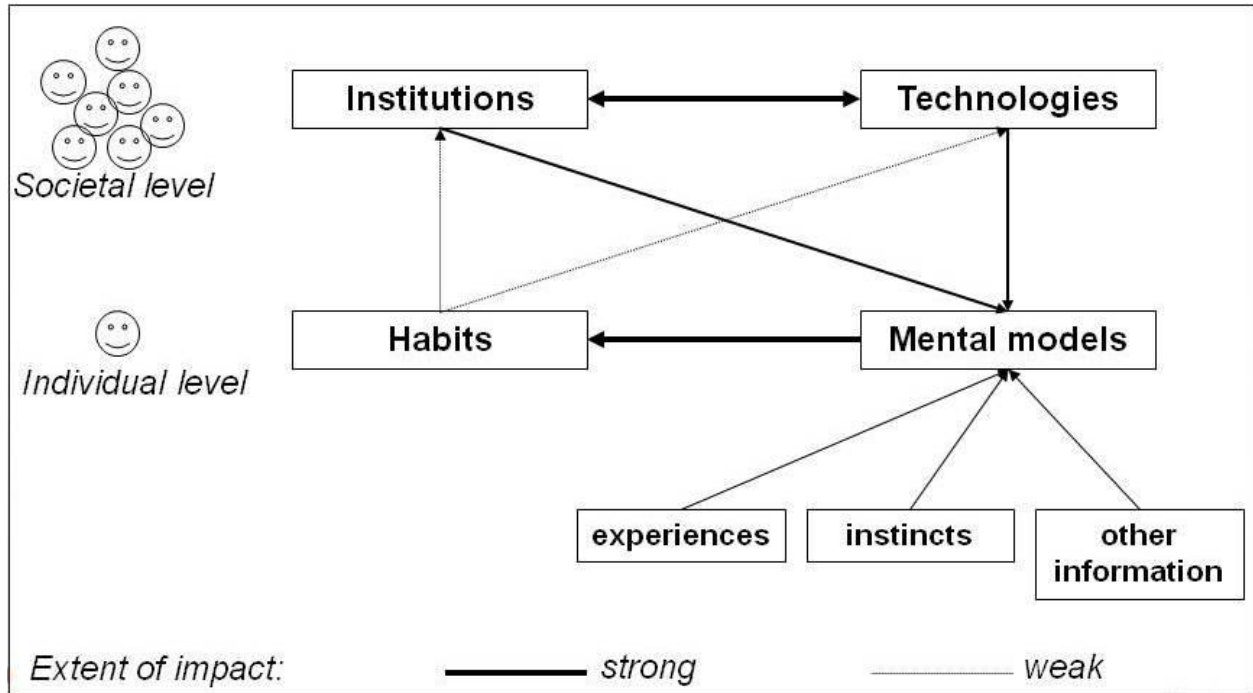 Institutions
Technologies
Societal level
Habits
Mental models
Individual level
experiences
instincts
other
information
Extent of impact:
strong
weak